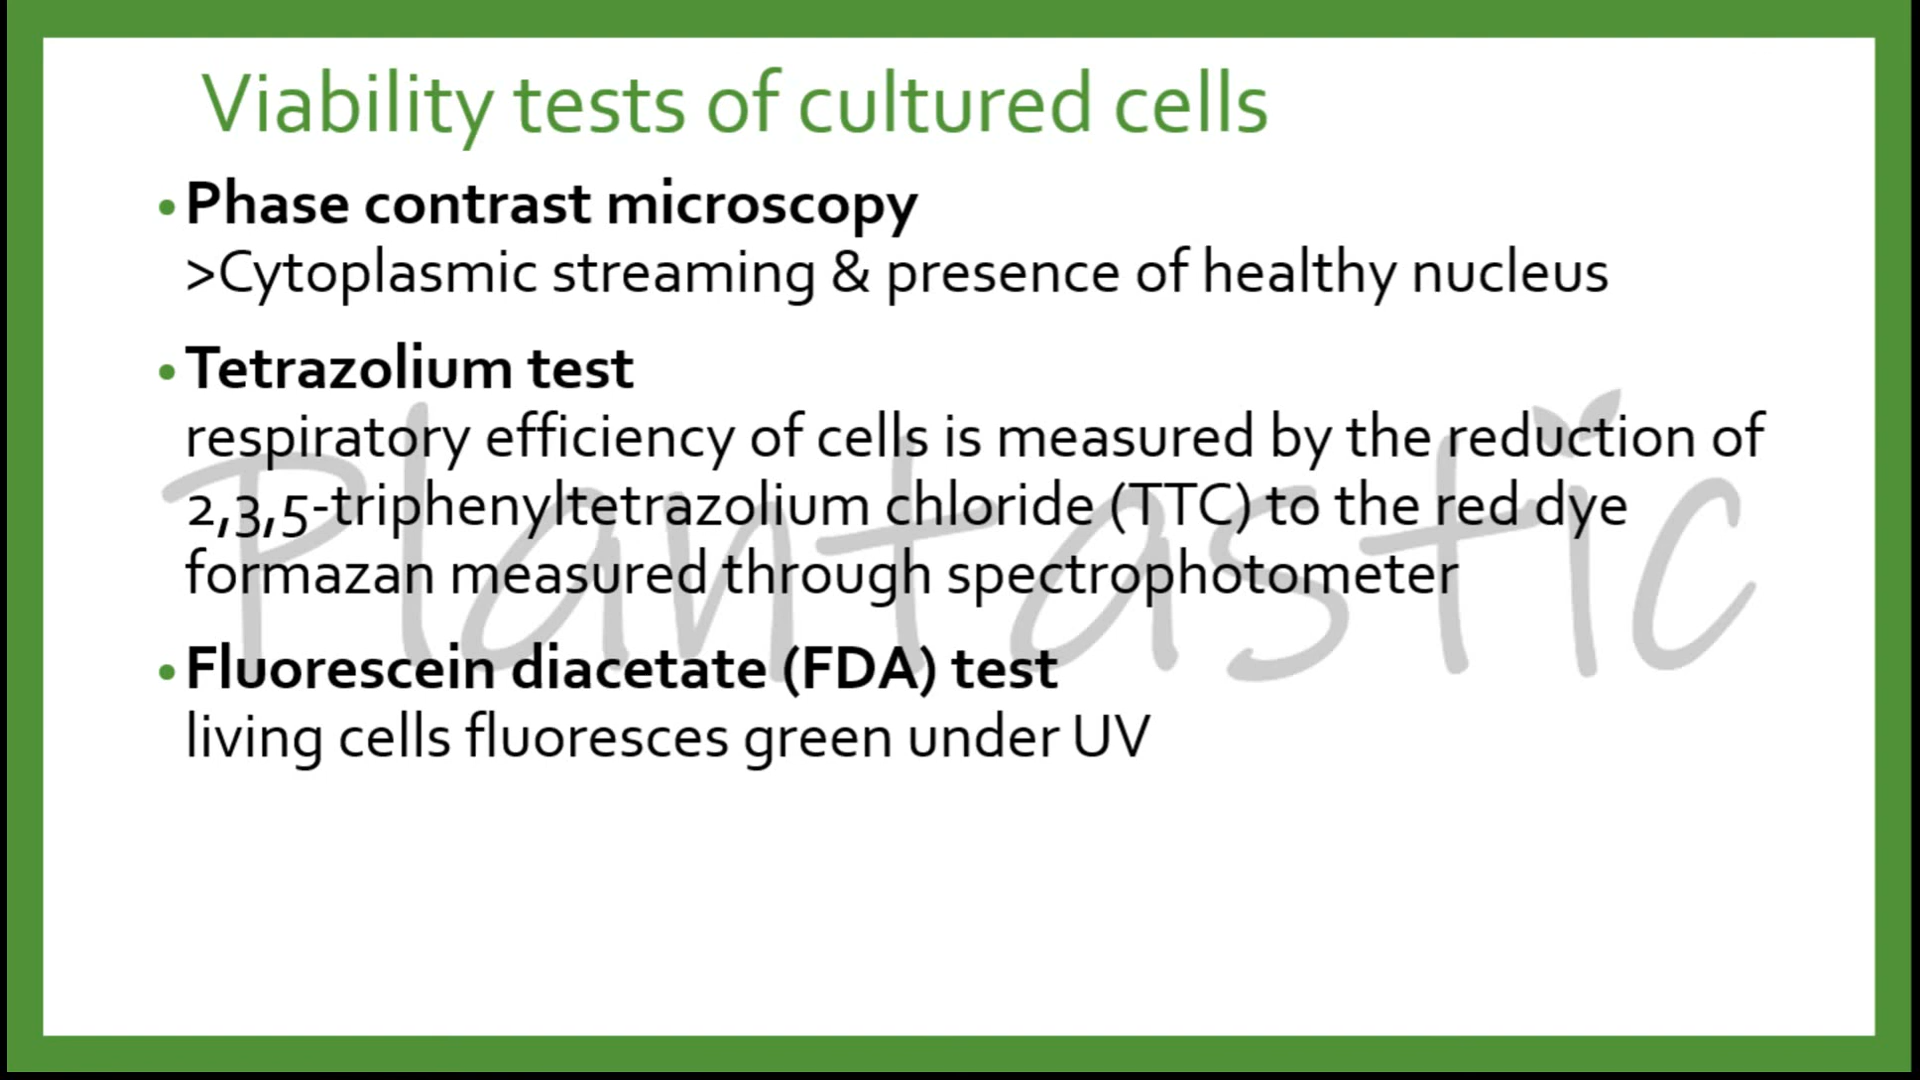 Viability tests of cultured cells
• Phase contrast microscopy
>Cytoplasmic streaming & presence of healthy nucleus
• Tetrazolium test
respiratory efficiency of cells is measured by the reduction of
2,3,5-triphenyltetrazolium chloride (TTC) to the red dye
formazan measured through spectrophotometer
• Fluorescein diacetate (FDA) test
living cells fluoresces green under UV
Plantastic